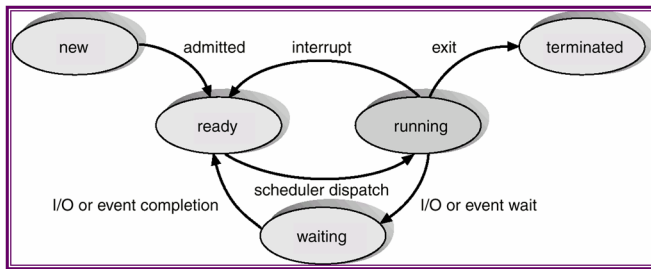 new
admitted
interrupt
exit
terminated
ready
running
scheduler dispatch
I/O or event completion
I/O or event wait
waiting